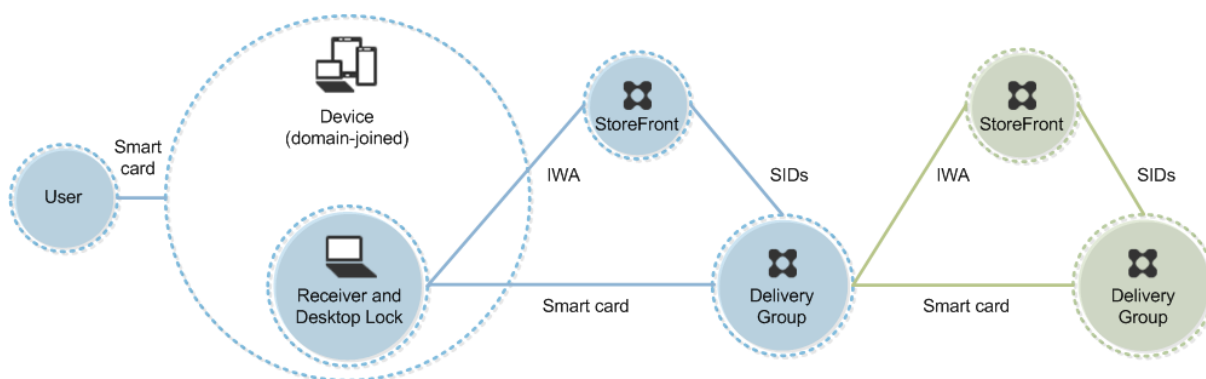 User
Smart
card
Device
(domain-joined)
Receiver and
Desktop Lock
IWA
StoreFront
SIDs
Smart card
Delivery
Group
IWA
StoreFront
SIDs
Smart card
Delivery
Group